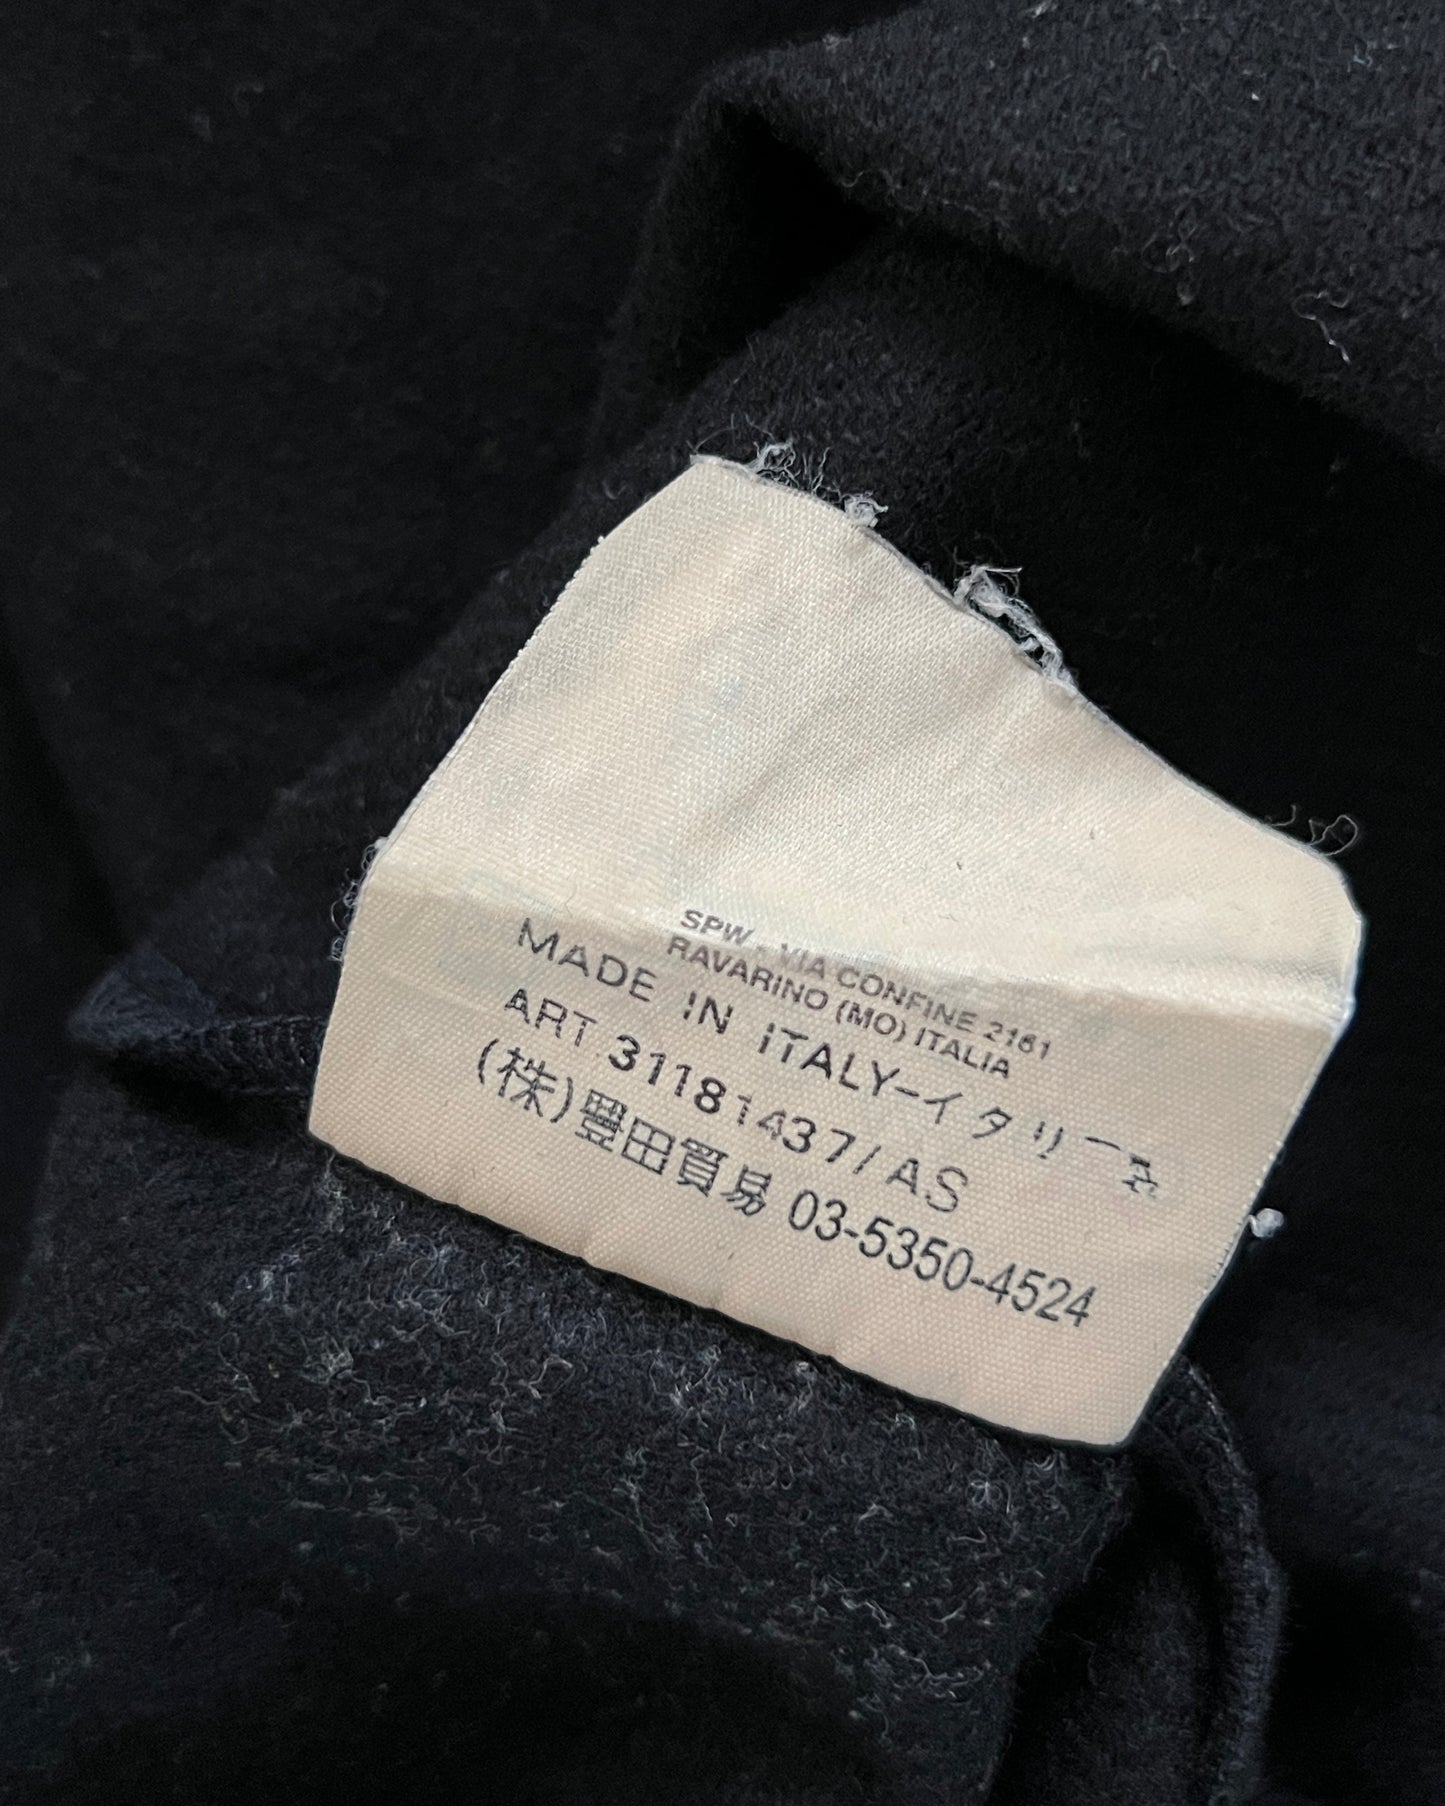 SPW - VIA CONFINE 2161
RAVARINO (MO) ITALIA
MADE IN ITALY-イタリー製
ART 31181437/AS
(株)豊田貿易 03-5350-4524